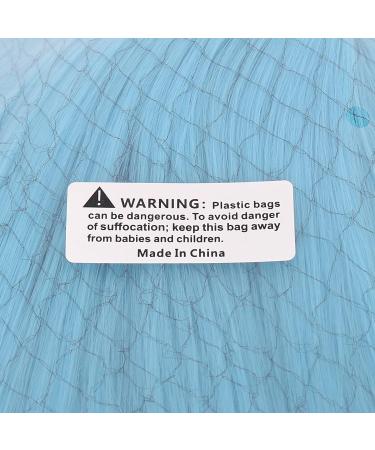 WARNING: Plastic bags
can be dangerous. To avoid danger
of suffocation; keep this bag away
from babies and children.
Made In China